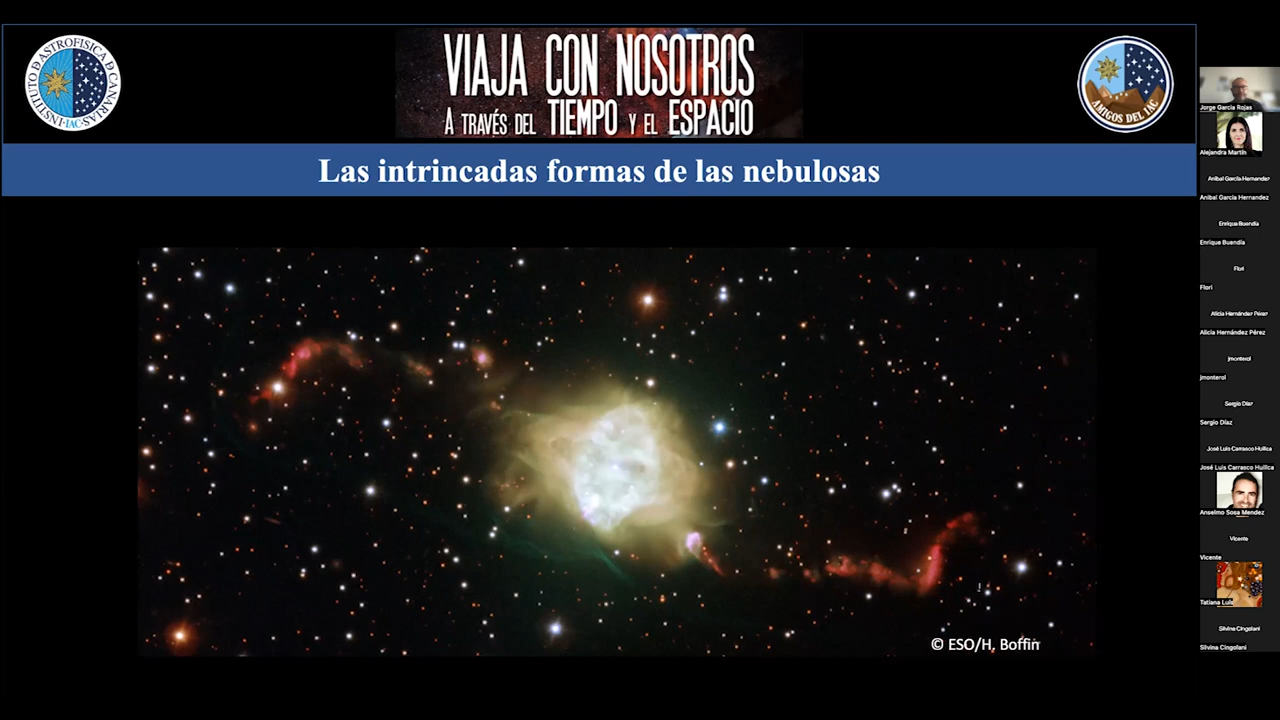 INSTITUTO DE ASTROFISICA DE CANARIAS
·IAC·
VIAJA CON NOSOTROS
A TRAVÉS DEL TIEMPO Y EL ESPACIO
AMIGOS DEL IAC
Las intrincadas formas de las nebulosas
© ESO/H. Boffin
Jorge García Rojas
Alejandra Martín
Anibal García Hernandez
Anibal García Hernandez
Enrique Buendía
Enrique Buendía
Flori
Flori
Alicia Hernández Pérez
Alicia Hernández Pérez
jmonterol
jmonterol
Sergio Díaz
Sergio Díaz
José Luis Carrasco Huillca
José Luis Carrasco Huillca
Anselmo Sosa Mendez
Vicente
Vicente
Tatiana Luis
Silvina Cingolani
Silvina Cingolani